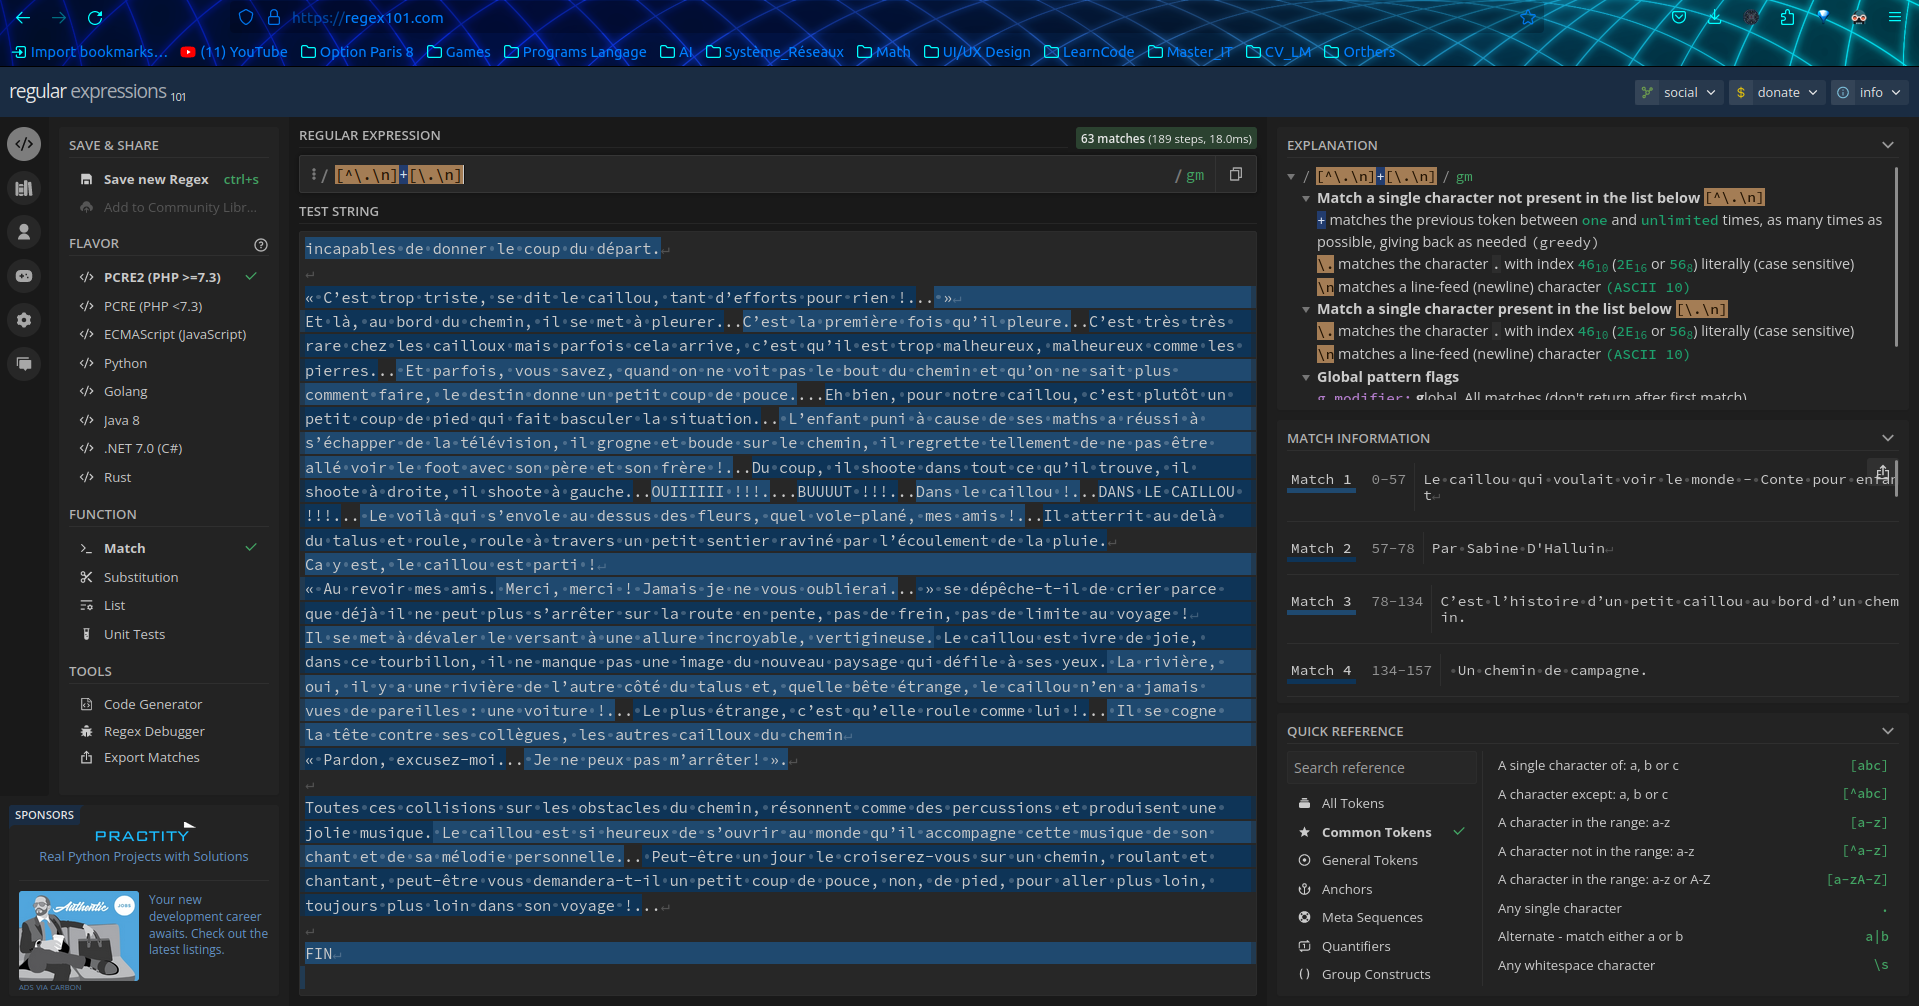 https://regex101.com
Import bookmarks...
(11) YouTube
Option Paris 8
Games
Programs Langage
AI
Système_Réseaux
Math
UI/UX Design
LearnCode
Master_IT
CV_LM
Orthers
regular expressions 101
social
$ donate
info
SAVE & SHARE
Save new Regex ctrl+s
Add to Community Libr...
FLAVOR
PCRE2 (PHP >=7.3)
PCRE (PHP <7.3)
ECMAScript (JavaScript)
Python
Golang
Java 8
.NET 7.0 (C#)
Rust
FUNCTION
Match
Substitution
List
Unit Tests
TOOLS
Code Generator
Regex Debugger
Export Matches
SPONSORS
PRACTITY
Real Python Projects with Solutions
Authentic JOBS
Your new
development career
awaits. Check out the
latest listings.
ADS VIA CARBON
REGULAR EXPRESSION
63 matches (189 steps, 18.0ms)
/ [^\.\n]+[\.\n] / gm
TEST STRING
incapables de donner le coup du départ.
« C’est trop triste, se dit le caillou, tant d’efforts pour rien !... »
Et là, au bord du chemin, il se met à pleurer...C’est la première fois qu’il pleure...C’est très très
rare chez les cailloux mais parfois cela arrive, c’est qu’il est trop malheureux, malheureux comme les
pierres... Et parfois, vous savez, quand on ne voit pas le bout du chemin et qu’on ne sait plus
comment faire, le destin donne un petit coup de pouce....Eh bien, pour notre caillou, c’est plutôt un
petit coup de pied qui fait basculer la situation... L’enfant puni à cause de ses maths a réussi à
s’échapper de la télévision, il grogne et boude sur le chemin, il regrette tellement de ne pas être
allé voir le foot avec son père et son frère !...Du coup, il shoote dans tout ce qu’il trouve, il
shoote à droite, il shoote à gauche...OUIIIIII !!!....BUUUUT !!!...Dans le caillou !...DANS LE CAILLOU
!!!... Le voilà qui s’envole au dessus des fleurs, quel vole-plané, mes amis !...Il atterrit au delà
du talus et roule, roule à travers un petit sentier raviné par l’écoulement de la pluie.
Ca y est, le caillou est parti !
« Au revoir mes amis. Merci, merci ! Jamais je ne vous oublierai... » se dépêche-t-il de crier parce
que déjà il ne peut plus s’arrêter sur la route en pente, pas de frein, pas de limite au voyage !
Il se met à dévaler le versant à une allure incroyable, vertigineuse. Le caillou est ivre de joie,
dans ce tourbillon, il ne manque pas une image du nouveau paysage qui défile à ses yeux. La rivière,
oui, il y a une rivière de l’autre côté du talus et, quelle bête étrange, le caillou n’en a jamais
vues de pareilles : une voiture !... Le plus étrange, c’est qu’elle roule comme lui !... Il se cogne
la tête contre ses collègues, les autres cailloux du chemin
« Pardon, excusez-moi... Je ne peux pas m’arrêter! ».
Toutes ces collisions sur les obstacles du chemin, résonnent comme des percussions et produisent une
jolie musique. Le caillou est si heureux de s’ouvrir au monde qu’il accompagne cette musique de son
chant et de sa mélodie personnelle... Peut-être un jour le croiserez-vous sur un chemin, roulant et
chantant, peut-être vous demandera-t-il un petit coup de pouce, non, de pied, pour aller plus loin,
toujours plus loin dans son voyage !...
FIN
EXPLANATION
/ [^\.\n]+[\.\n] / gm
Match a single character not present in the list below [^\.\n]
+ matches the previous token between one and unlimited times, as many times as
possible, giving back as needed (greedy)
\. matches the character . with index 46₁₀ (2E₁₆ or 56₈) literally (case sensitive)
\n matches a line-feed (newline) character (ASCII 10)
Match a single character present in the list below [\.\n]
\. matches the character . with index 46₁₀ (2E₁₆ or 56₈) literally (case sensitive)
\n matches a line-feed (newline) character (ASCII 10)
Global pattern flags
g modifier: global. All matches (don't return after first match)
MATCH INFORMATION
Match 1 0-57 Le caillou qui voulait voir le monde – Conte pour enfan
t
Match 2 57-78 Par Sabine D'Halluin
Match 3 78-134 C’est l’histoire d’un petit caillou au bord d’un chem
in.
Match 4 134-157 Un chemin de campagne.
QUICK REFERENCE
Search reference
All Tokens
Common Tokens
General Tokens
Anchors
Meta Sequences
Quantifiers
Group Constructs
A single character of: a, b or c [abc]
A character except: a, b or c [^abc]
A character in the range: a-z [a-z]
A character not in the range: a-z [^a-z]
A character in the range: a-z or A-Z [a-zA-Z]
Any single character .
Alternate - match either a or b a|b
Any whitespace character \s